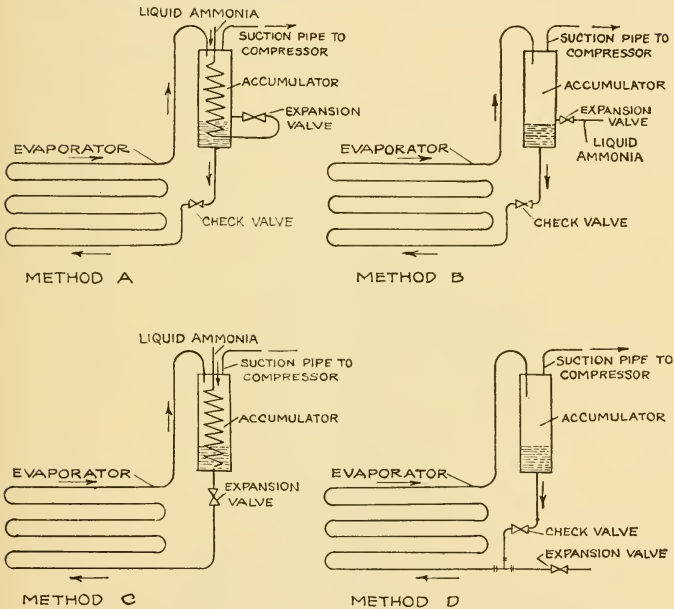 LIQUID AMMONIA
SUCTION PIPE TO
COMPRESSOR
ACCUMULATOR
EXPANSION
VALVE
EVAPORATOR
CHECK VALVE
METHOD A
SUCTION PIPE TO
COMPRESSOR
ACCUMULATOR
EXPANSION
VALVE
LIQUID
AMMONIA
EVAPORATOR
CHECK VALVE
METHOD B
LIQUID AMMONIA
SUCTION PIPE TO
COMPRESSOR
ACCUMULATOR
EVAPORATOR
EXPANSION
VALVE
METHOD C
SUCTION PIPE TO
COMPRESSOR
ACCUMULATOR
EVAPORATOR
CHECK VALVE
EXPANSION VALVE
METHOD D